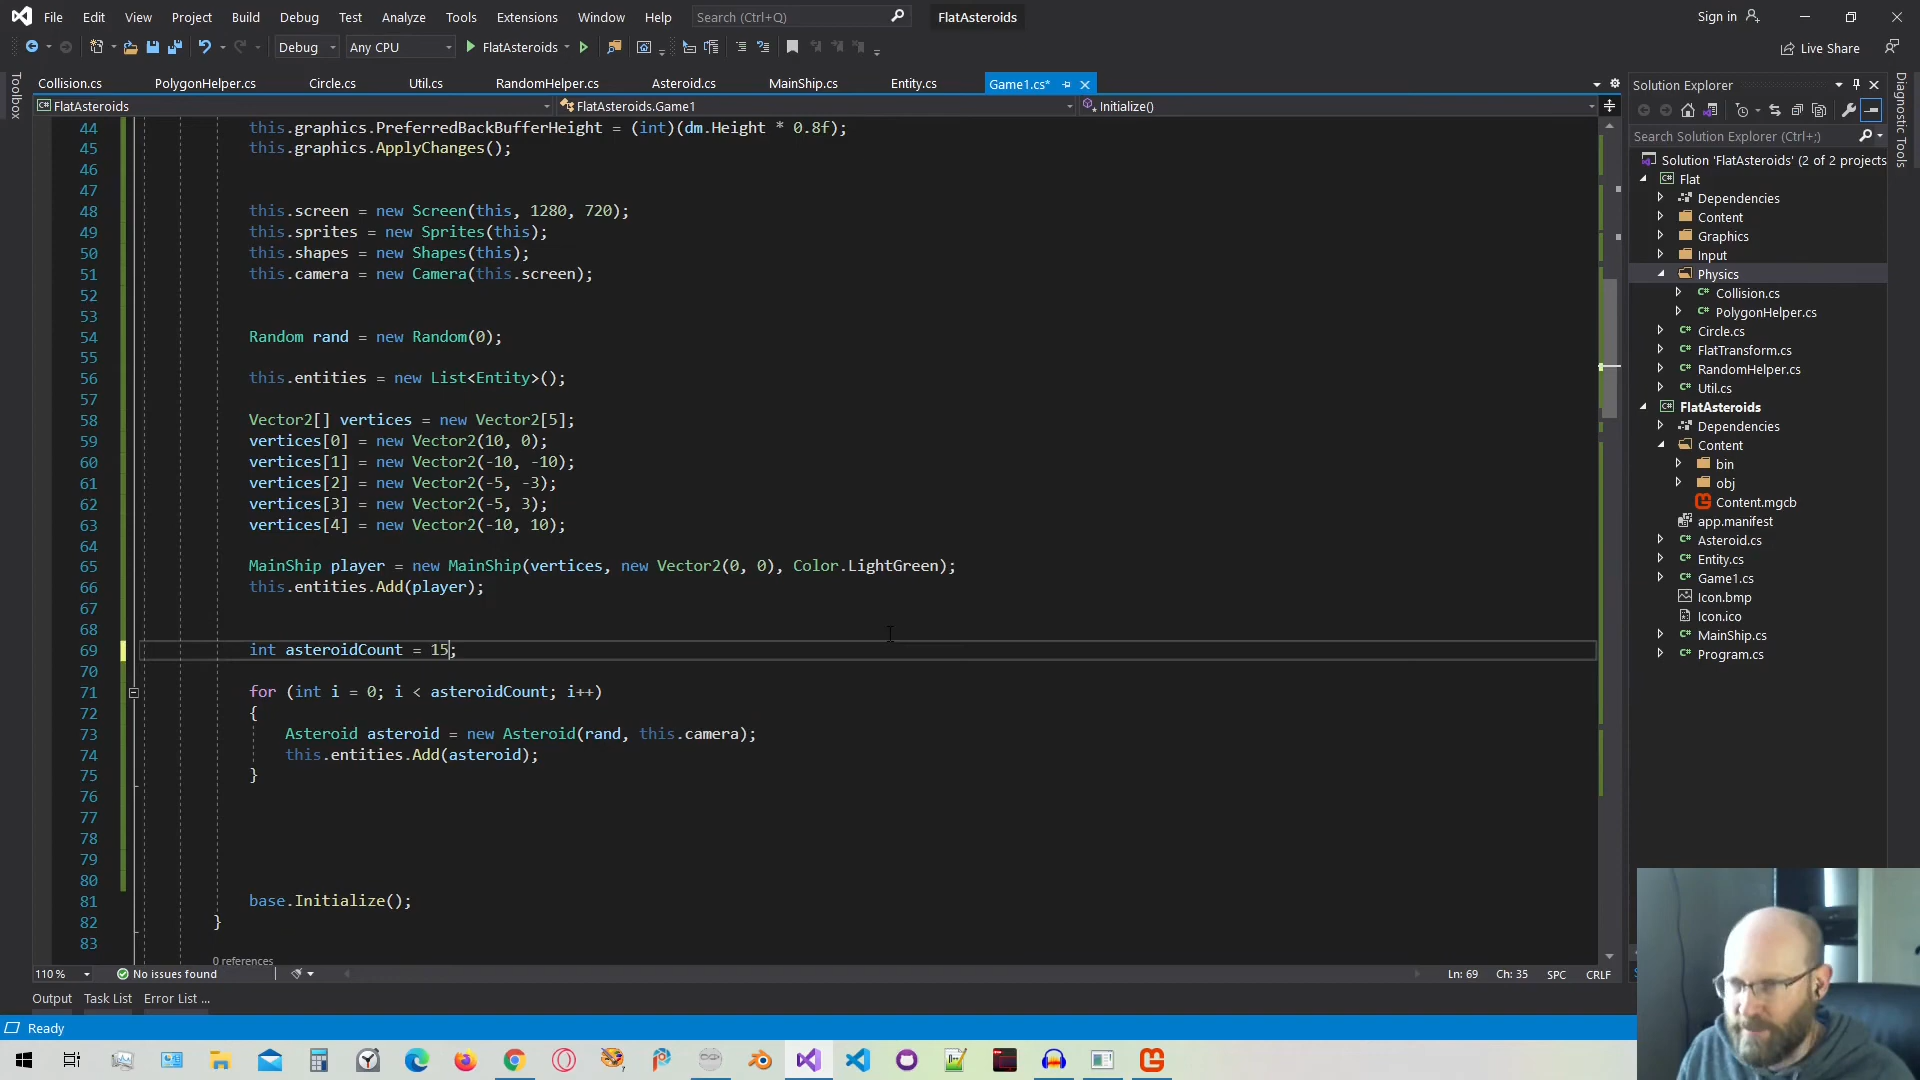 File Edit View Project Build Debug Test Analyze Tools Extensions Window Help Search (Ctrl+Q) FlatAsteroids Sign in
Debug Any CPU FlatAsteroids Live Share
Toolbox
Collision.cs PolygonHelper.cs Circle.cs Util.cs RandomHelper.cs Asteroid.cs MainShip.cs Entity.cs Game1.cs*
FlatAsteroids FlatAsteroids.Game1 Initialize()
44 this.graphics.PreferredBackBufferHeight = (int)(dm.Height * 0.8f);
45 this.graphics.ApplyChanges();
46
47
48 this.screen = new Screen(this, 1280, 720);
49 this.sprites = new Sprites(this);
50 this.shapes = new Shapes(this);
51 this.camera = new Camera(this.screen);
52
53
54 Random rand = new Random(0);
55
56 this.entities = new List<Entity>();
57
58 Vector2[] vertices = new Vector2[5];
59 vertices[0] = new Vector2(10, 0);
60 vertices[1] = new Vector2(-10, -10);
61 vertices[2] = new Vector2(-5, -3);
62 vertices[3] = new Vector2(-5, 3);
63 vertices[4] = new Vector2(-10, 10);
64
65 MainShip player = new MainShip(vertices, new Vector2(0, 0), Color.LightGreen);
66 this.entities.Add(player);
67
68
69 int asteroidCount = 15;
70
71 for (int i = 0; i < asteroidCount; i++)
72 {
73 Asteroid asteroid = new Asteroid(rand, this.camera);
74 this.entities.Add(asteroid);
75 }
76
77
78
79
80
81 base.Initialize();
82 }
83
0 references
110 % No issues found Ln: 69 Ch: 35 SPC CRLF
Output Task List Error List ...
Ready
Solution Explorer
Search Solution Explorer (Ctrl+;)
Solution 'FlatAsteroids' (2 of 2 projects
Flat
Dependencies
Content
Graphics
Input
Physics
Collision.cs
PolygonHelper.cs
Circle.cs
FlatTransform.cs
RandomHelper.cs
Util.cs
FlatAsteroids
Dependencies
Content
bin
obj
Content.mgcb
app.manifest
Asteroid.cs
Entity.cs
Game1.cs
Icon.bmp
Icon.ico
MainShip.cs
Program.cs
Diagnostic Tools